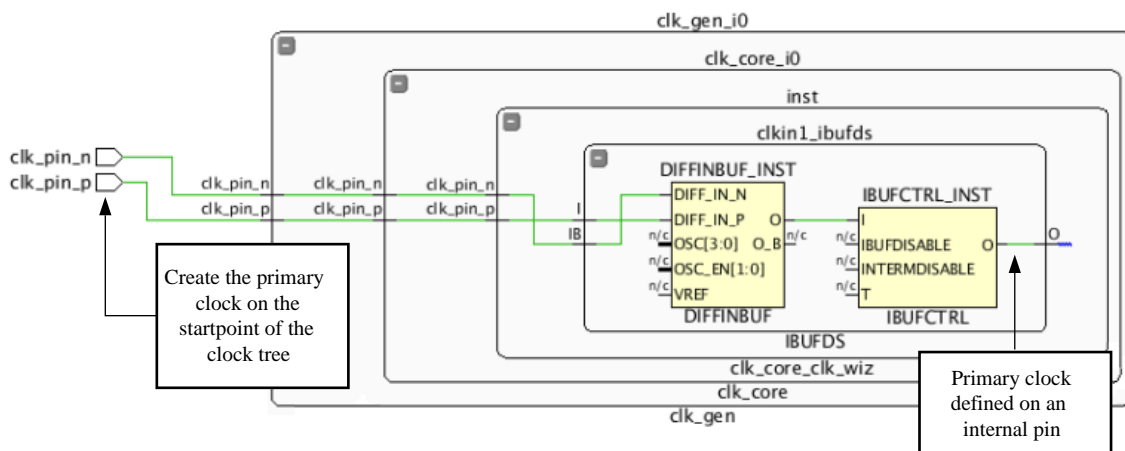 clk_gen_i0
clk_core_i0
inst
clkin1_ibufds
DIFFINBUF_INST
IBUFCTRL_INST
clk_pin_n
clk_pin_p
clk_pin_n
clk_pin_n
clk_pin_n
clk_pin_p
clk_pin_p
clk_pin_p
I
IB
DIFF_IN_N
DIFF_IN_P
O
n/c
OSC[3:0]
O_B
n/c
n/c
OSC_EN[1:0]
n/c
VREF
DIFFINBUF
I
n/c
IBUFDISABLE
O
n/c
INTERMDISABLE
n/c
T
IBUFCTRL
O
IBUFDS
clk_core_clk_wiz
clk_core
clk_gen
Create the primary
clock on the
startpoint of the
clock tree
Primary clock
defined on an
internal pin